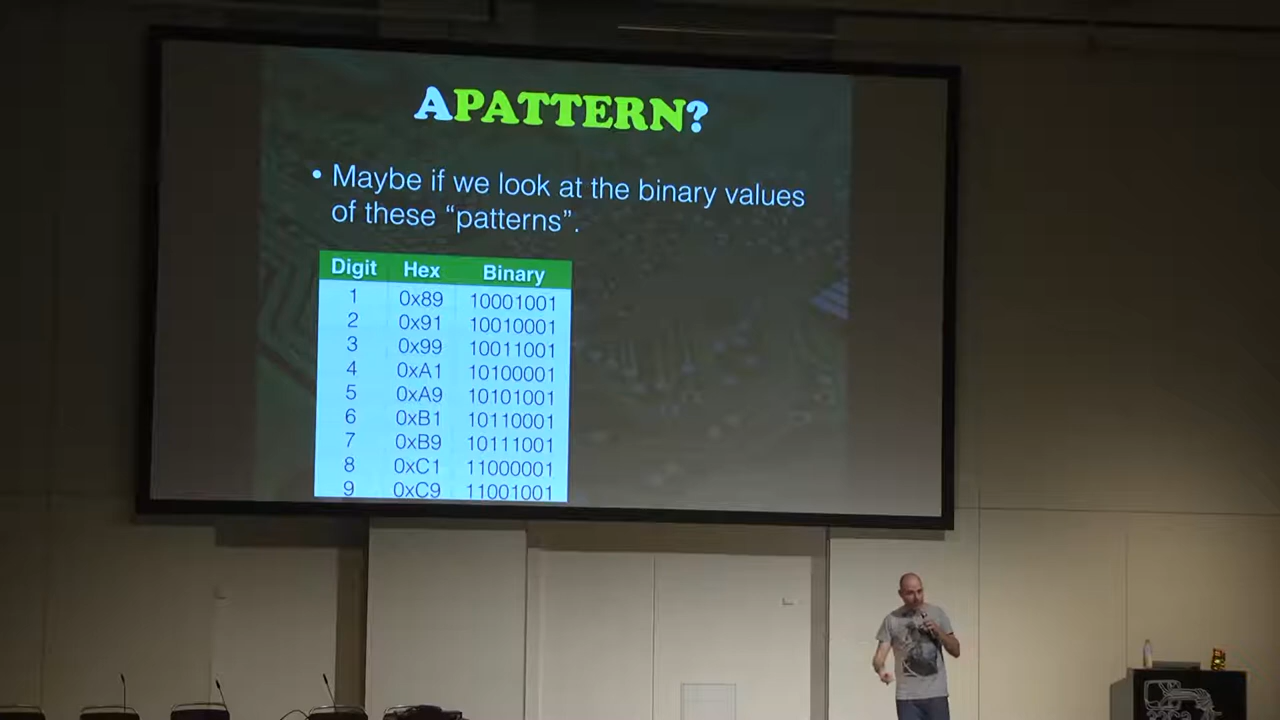 APATTERN?
• Maybe if we look at the binary values
of these “patterns”.
Digit Hex Binary
1 0x89 10001001
2 0x91 10010001
3 0x99 10011001
4 0xA1 10100001
5 0xA9 10101001
6 0xB1 10110001
7 0xB9 10111001
8 0xC1 11000001
9 0xC9 11001001